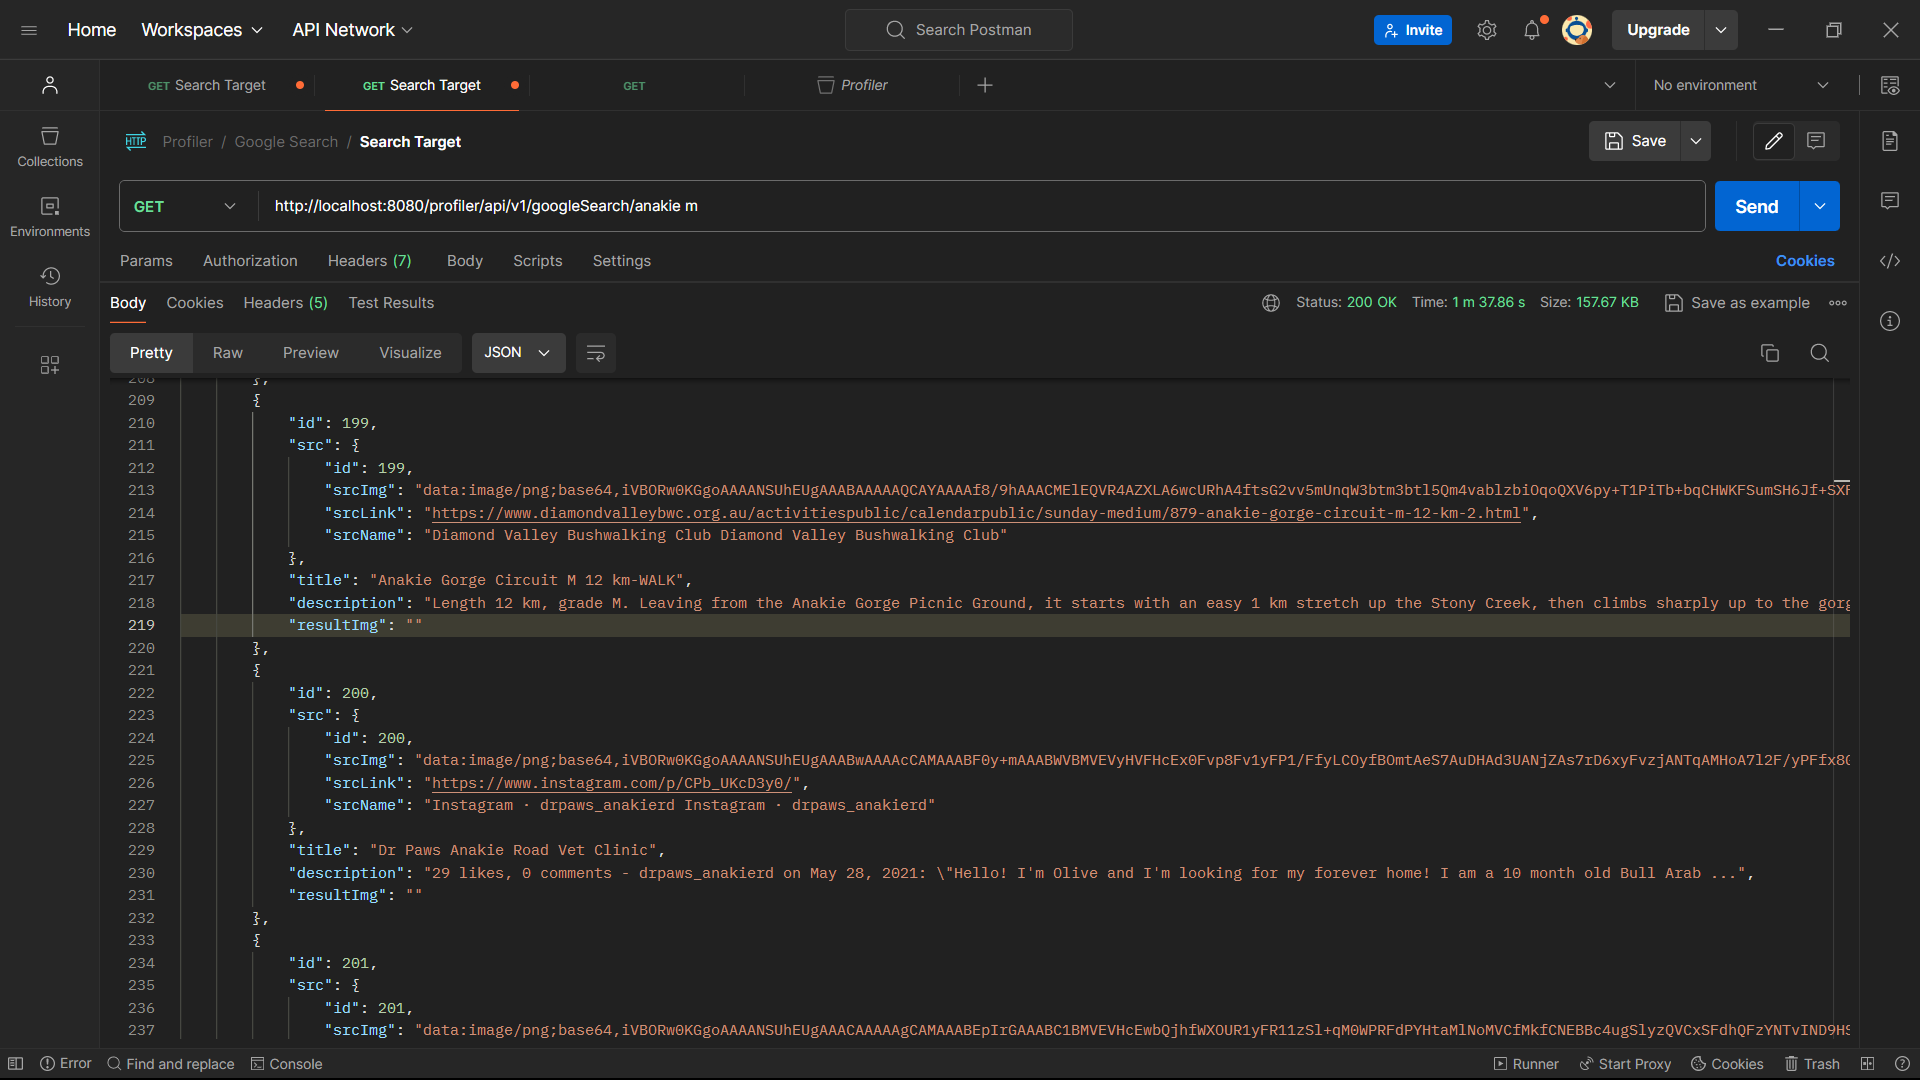 Home Workspaces API Network Search Postman Invite Upgrade
GET Search Target GET Search Target GET Profiler No environment
HTTP Profiler / Google Search / Search Target Save
Collections
GET http://localhost:8080/profiler/api/v1/googleSearch/anakie m Send
Environments
Params Authorization Headers (7) Body Scripts Settings Cookies
History
Body Cookies Headers (5) Test Results Status: 200 OK Time: 1 m 37.86 s Size: 157.67 KB Save as example
Pretty Raw Preview Visualize JSON
208 },
209 {
210 "id": 199,
211 "src": {
212 "id": 199,
213 "srcImg": "data:image/png;base64,iVBORw0KGgoAAAANSUhEUgAAABAAAAAQCAYAAAAf8/9hAAACMElEQVR4AZXLA6wcURhA4ftsG2vv5mUnqW3btm3btl5Qm4vablzbiOqoQXV6py+T1PiTb+bqCHWKFSumSH6Jf+SXF
214 "srcLink": "https://www.diamondvalleybwc.org.au/activitiespublic/calendarpublic/sunday-medium/879-anakie-gorge-circuit-m-12-km-2.html",
215 "srcName": "Diamond Valley Bushwalking Club Diamond Valley Bushwalking Club"
216 },
217 "title": "Anakie Gorge Circuit M 12 km-WALK",
218 "description": "Length 12 km, grade M. Leaving from the Anakie Gorge Picnic Ground, it starts with an easy 1 km stretch up the Stony Creek, then climbs sharply up to the gorg
219 "resultImg": ""
220 },
221 {
222 "id": 200,
223 "src": {
224 "id": 200,
225 "srcImg": "data:image/png;base64,iVBORw0KGgoAAAANSUhEUgAAABwAAAAcCAMAAABF0y+mAAABWVBMVEVyHVFHcEx0Fvp8Fv1yFP1/FfyLCOyfBOmtAeS7AuDHAd3UANjZAs7rD6xyFvzjANTqAMHoA7l2F/yPFfx8
226 "srcLink": "https://www.instagram.com/p/CPb_UKcD3y0/",
227 "srcName": "Instagram · drpaws_anakierd Instagram · drpaws_anakierd"
228 },
229 "title": "Dr Paws Anakie Road Vet Clinic",
230 "description": "29 likes, 0 comments - drpaws_anakierd on May 28, 2021: \"Hello! I'm Olive and I'm looking for my forever home! I am a 10 month old Bull Arab ...",
231 "resultImg": ""
232 },
233 {
234 "id": 201,
235 "src": {
236 "id": 201,
237 "srcImg": "data:image/png;base64,iVBORw0KGgoAAAANSUhEUgAAACAAAAAgCAMAAABEpIrGAAABC1BMVEVHcEwbQjhfWXOUR1yFR11zSl+qM0WPRFdPYHtaMlNoMVCfMkfCNEBBc4ugSlyzQVCxSFdhQFzYNTvIND9HS
Error Find and replace Console Runner Start Proxy Cookies Trash